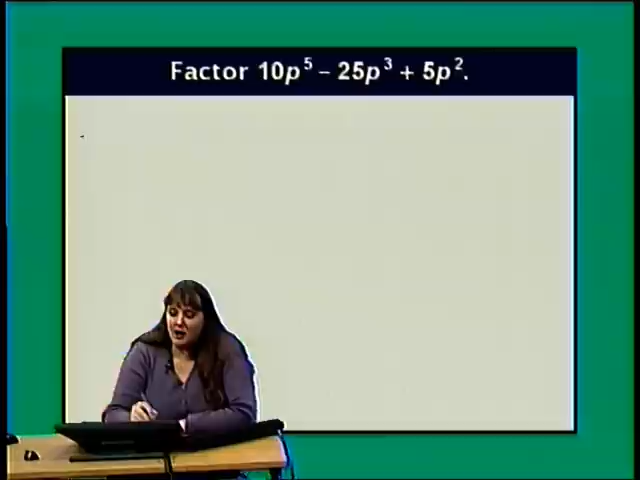 Factor 10p⁵ – 25p³ + 5p².